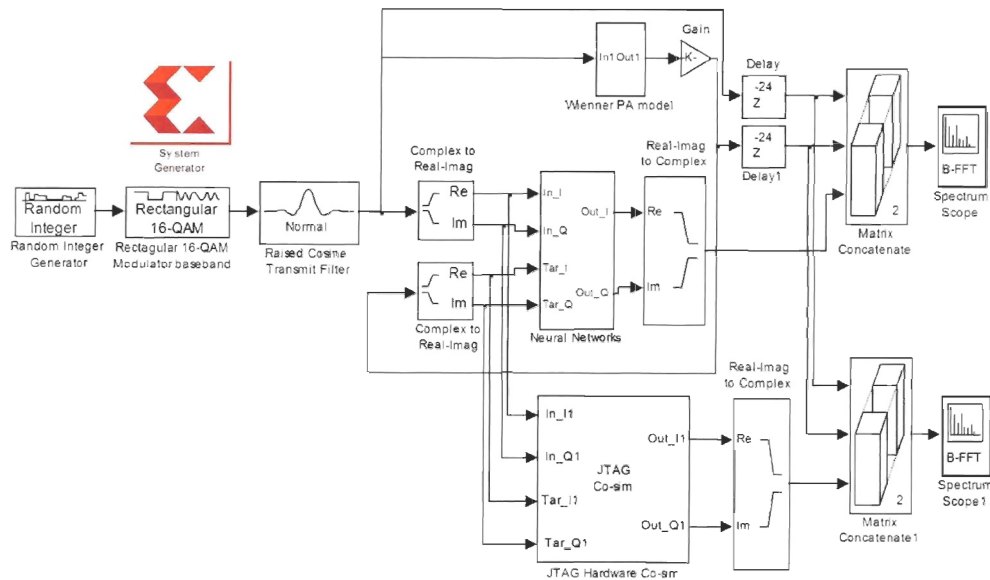 Gain
In1 Out1
K-
Wienner PA model
Delay
-24
Z
-24
Z
Delay1
B-FFT
Spectrum
Scope
2
Matrix
Concatenate
System
Generator
Complex to
Real-Imag
Re
Im
Real-Imag
to Complex
Random
Integer
Random Integer
Generator
Rectangular
16-QAM
Rectagular 16-QAM
Modulator baseband
Normal
Raised Cosine
Transmit Filter
In_I
In_Q
Tar_I
Tar_Q
Out_I
Out_Q
Neural Networks
Re
Im
Re
Im
Complex to
Real-Imag
Real-Imag
to Complex
In_I1
In_Q1
Tar_I1
Tar_Q1
JTAG
Co-sim
Out_I1
Out_Q1
JTAG Hardware Co-sim
Re
Im
2
Matrix
Concatenate1
B-FFT
Spectrum
Scope1